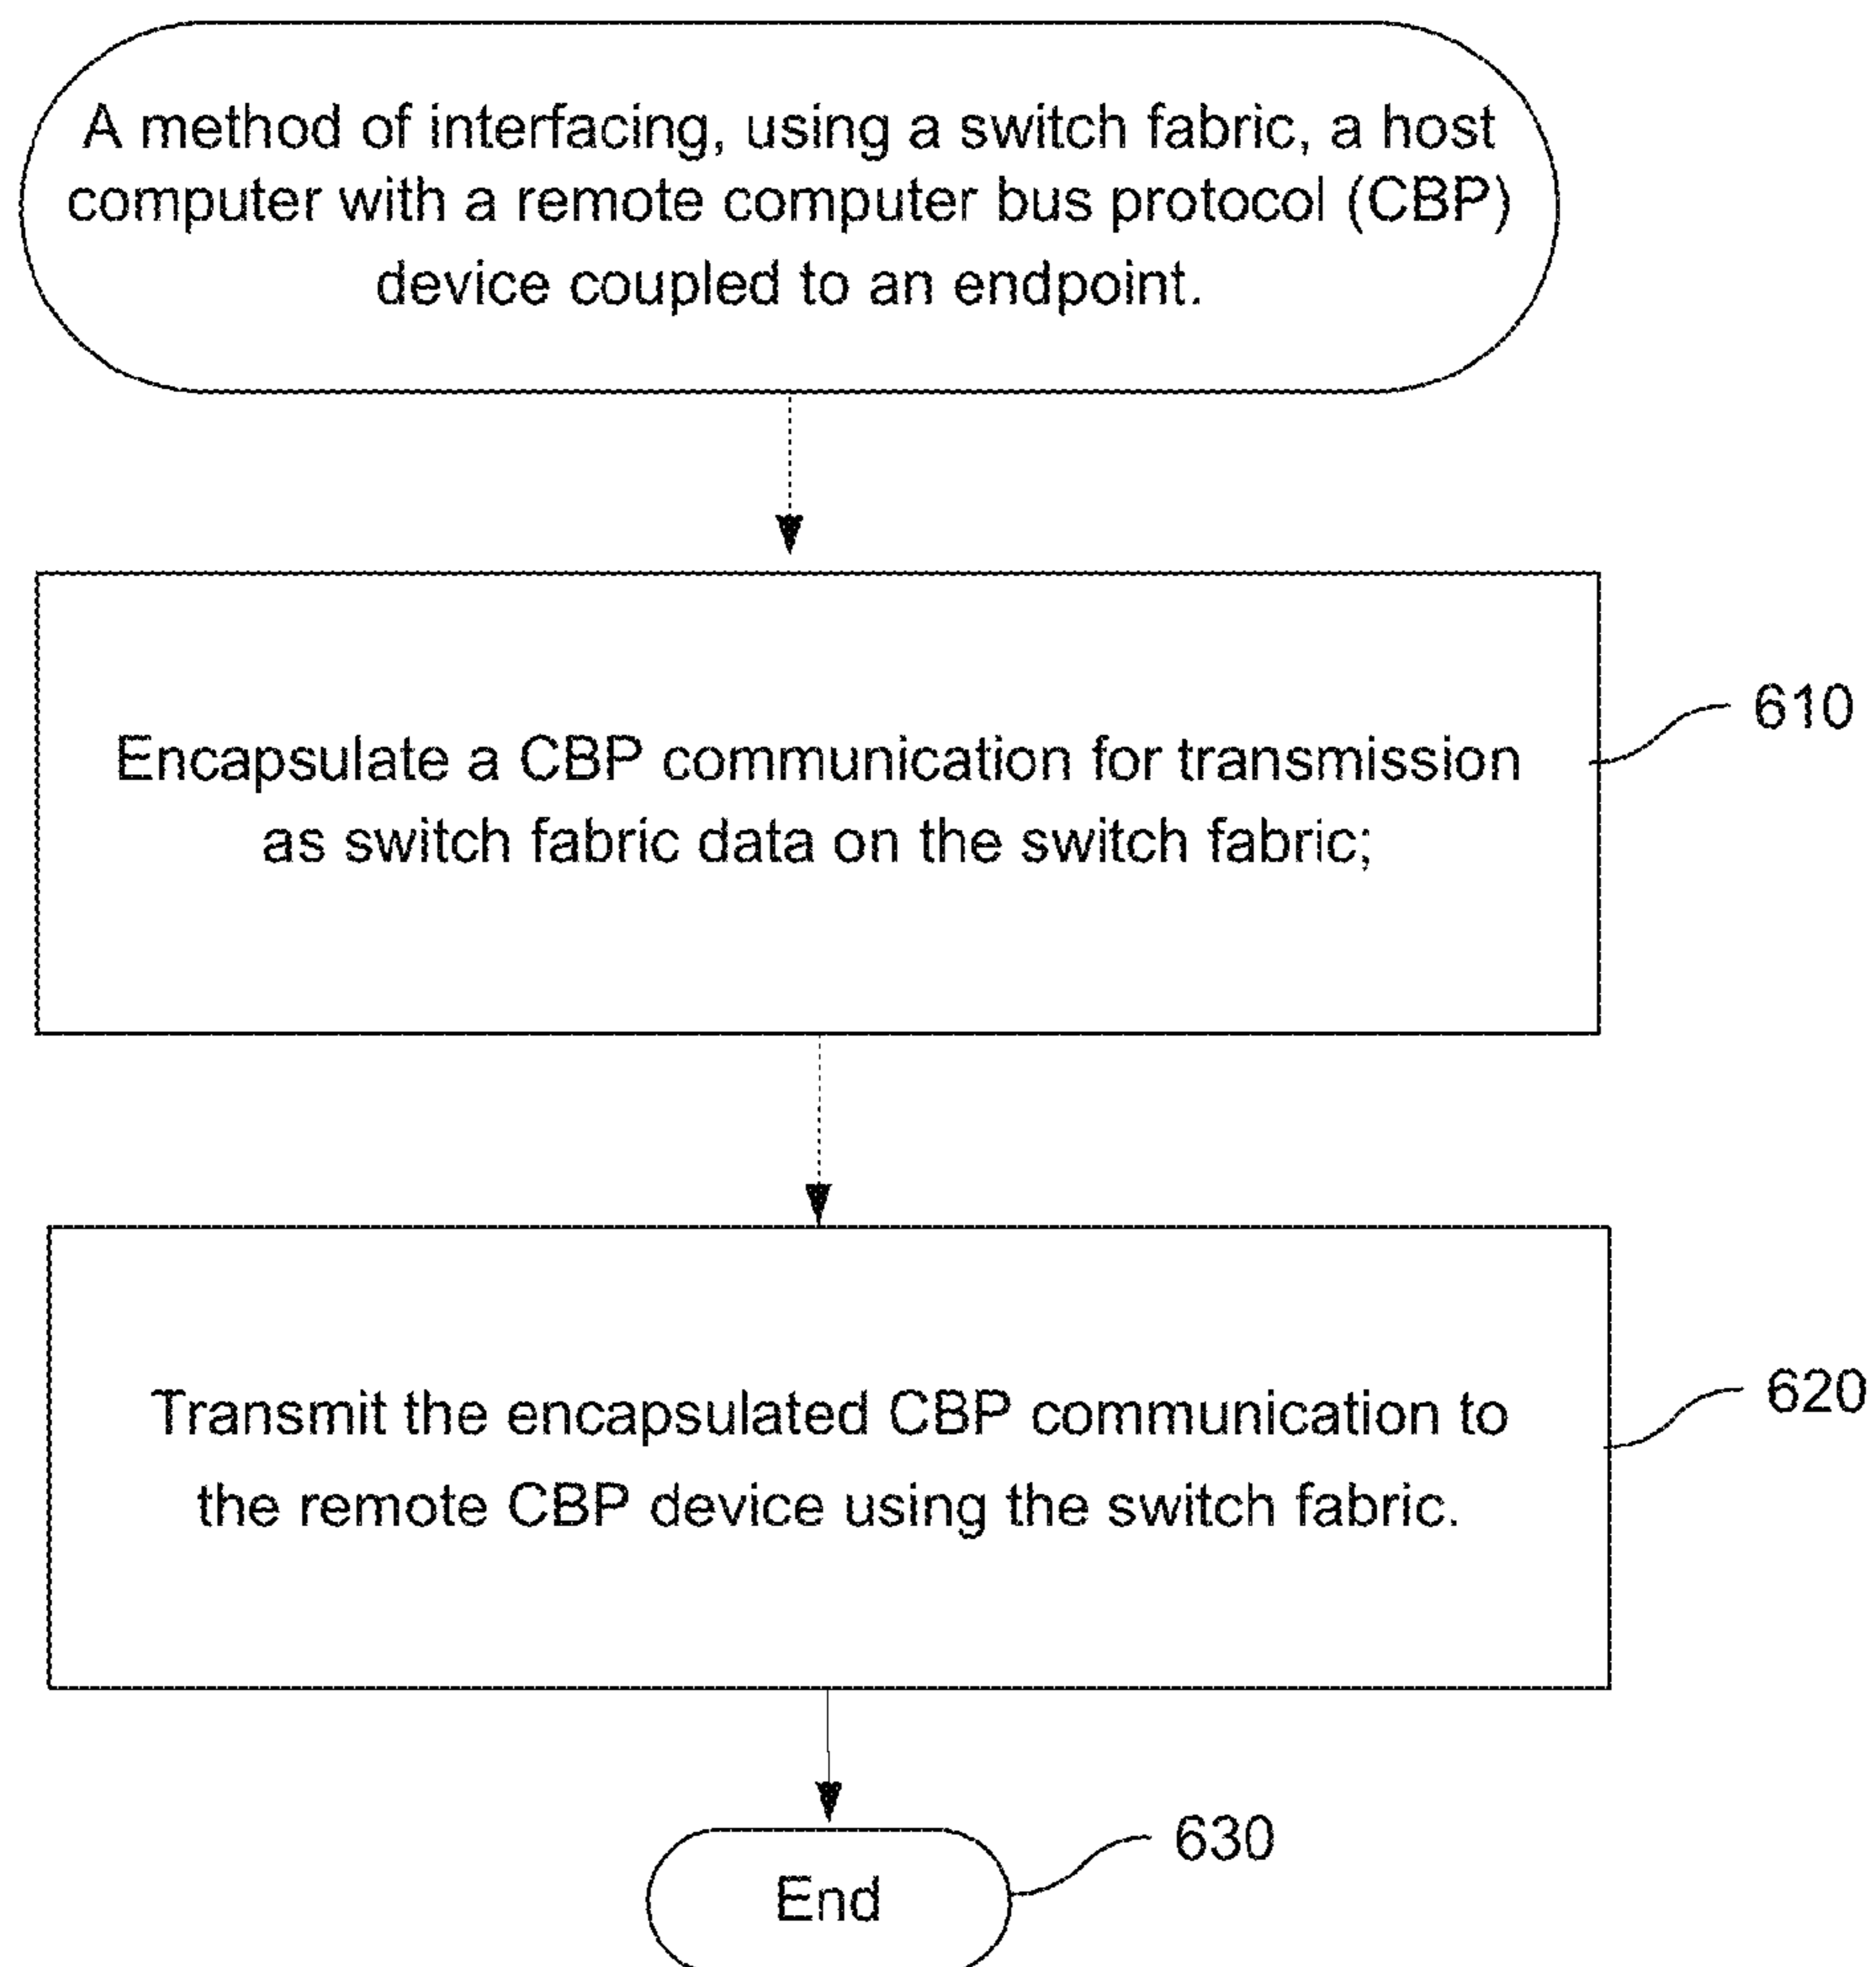 A method of interfacing, using a switch fabric, a host
computer with a remote computer bus protocol (CBP)
device coupled to an endpoint.
Encapsulate a CBP communication for transmission
as switch fabric data on the switch fabric;
610
Transmit the encapsulated CBP communication to
the remote CBP device using the switch fabric.
620
End
630